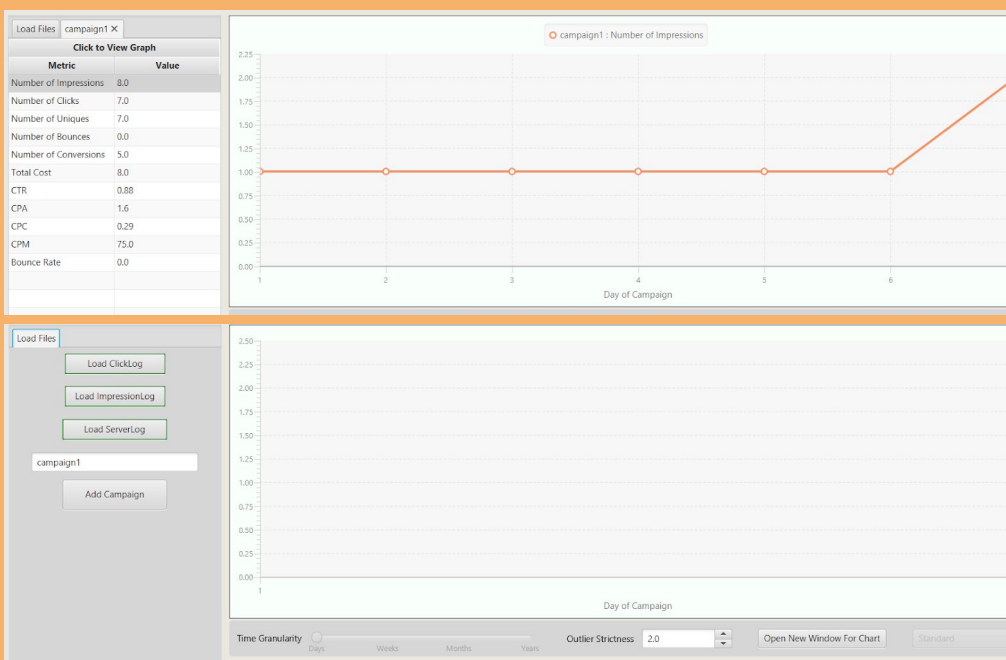 Load Files campaign1 ✕
Click to View Graph
Metric Value
Number of Impressions 8.0
Number of Clicks 7.0
Number of Uniques 7.0
Number of Bounces 0.0
Number of Conversions 5.0
Total Cost 8.0
CTR 0.88
CPA 1.6
CPC 0.29
CPM 75.0
Bounce Rate 0.0
campaign1 : Number of Impressions
2.25
2.00
1.75
1.50
1.25
1.00
0.75
0.50
0.25
0.00
1 2 3 4 5 6
Day of Campaign
Load Files
Load ClickLog
Load ImpressionLog
Load ServerLog
campaign1
Add Campaign
2.50
2.25
2.00
1.75
1.50
1.25
1.00
0.75
0.50
0.25
0.00
1
Day of Campaign
Time Granularity
Days Weeks Months Years
Outlier Strictness 2.0
Open New Window For Chart
Standard